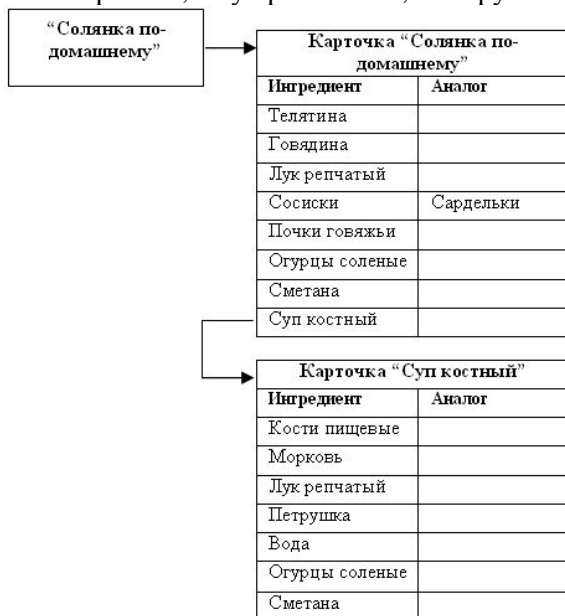 “Солянка по-
домашнему”
Карточка “Солянка по-
домашнему”
Ингредиент Аналог
Телятина
Говядина
Лук репчатый
Сосиски Сардельки
Почки говяжьи
Огурцы соленые
Сметана
Суп костный
Карточка “Суп костный”
Ингредиент Аналог
Кости пищевые
Морковь
Лук репчатый
Петрушка
Вода
Огурцы соленые
Сметана